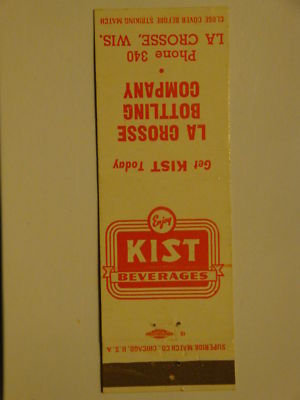 Enjoy
KIST
BEVERAGES
SUPERIOR MATCH CO. CHICAGO, U.S.A.
Get KIST Today
LA CROSSE
BOTTLING
COMPANY
•
Phone 340
LA CROSSE, WIS.
CLOSE COVER BEFORE STRIKING MATCH